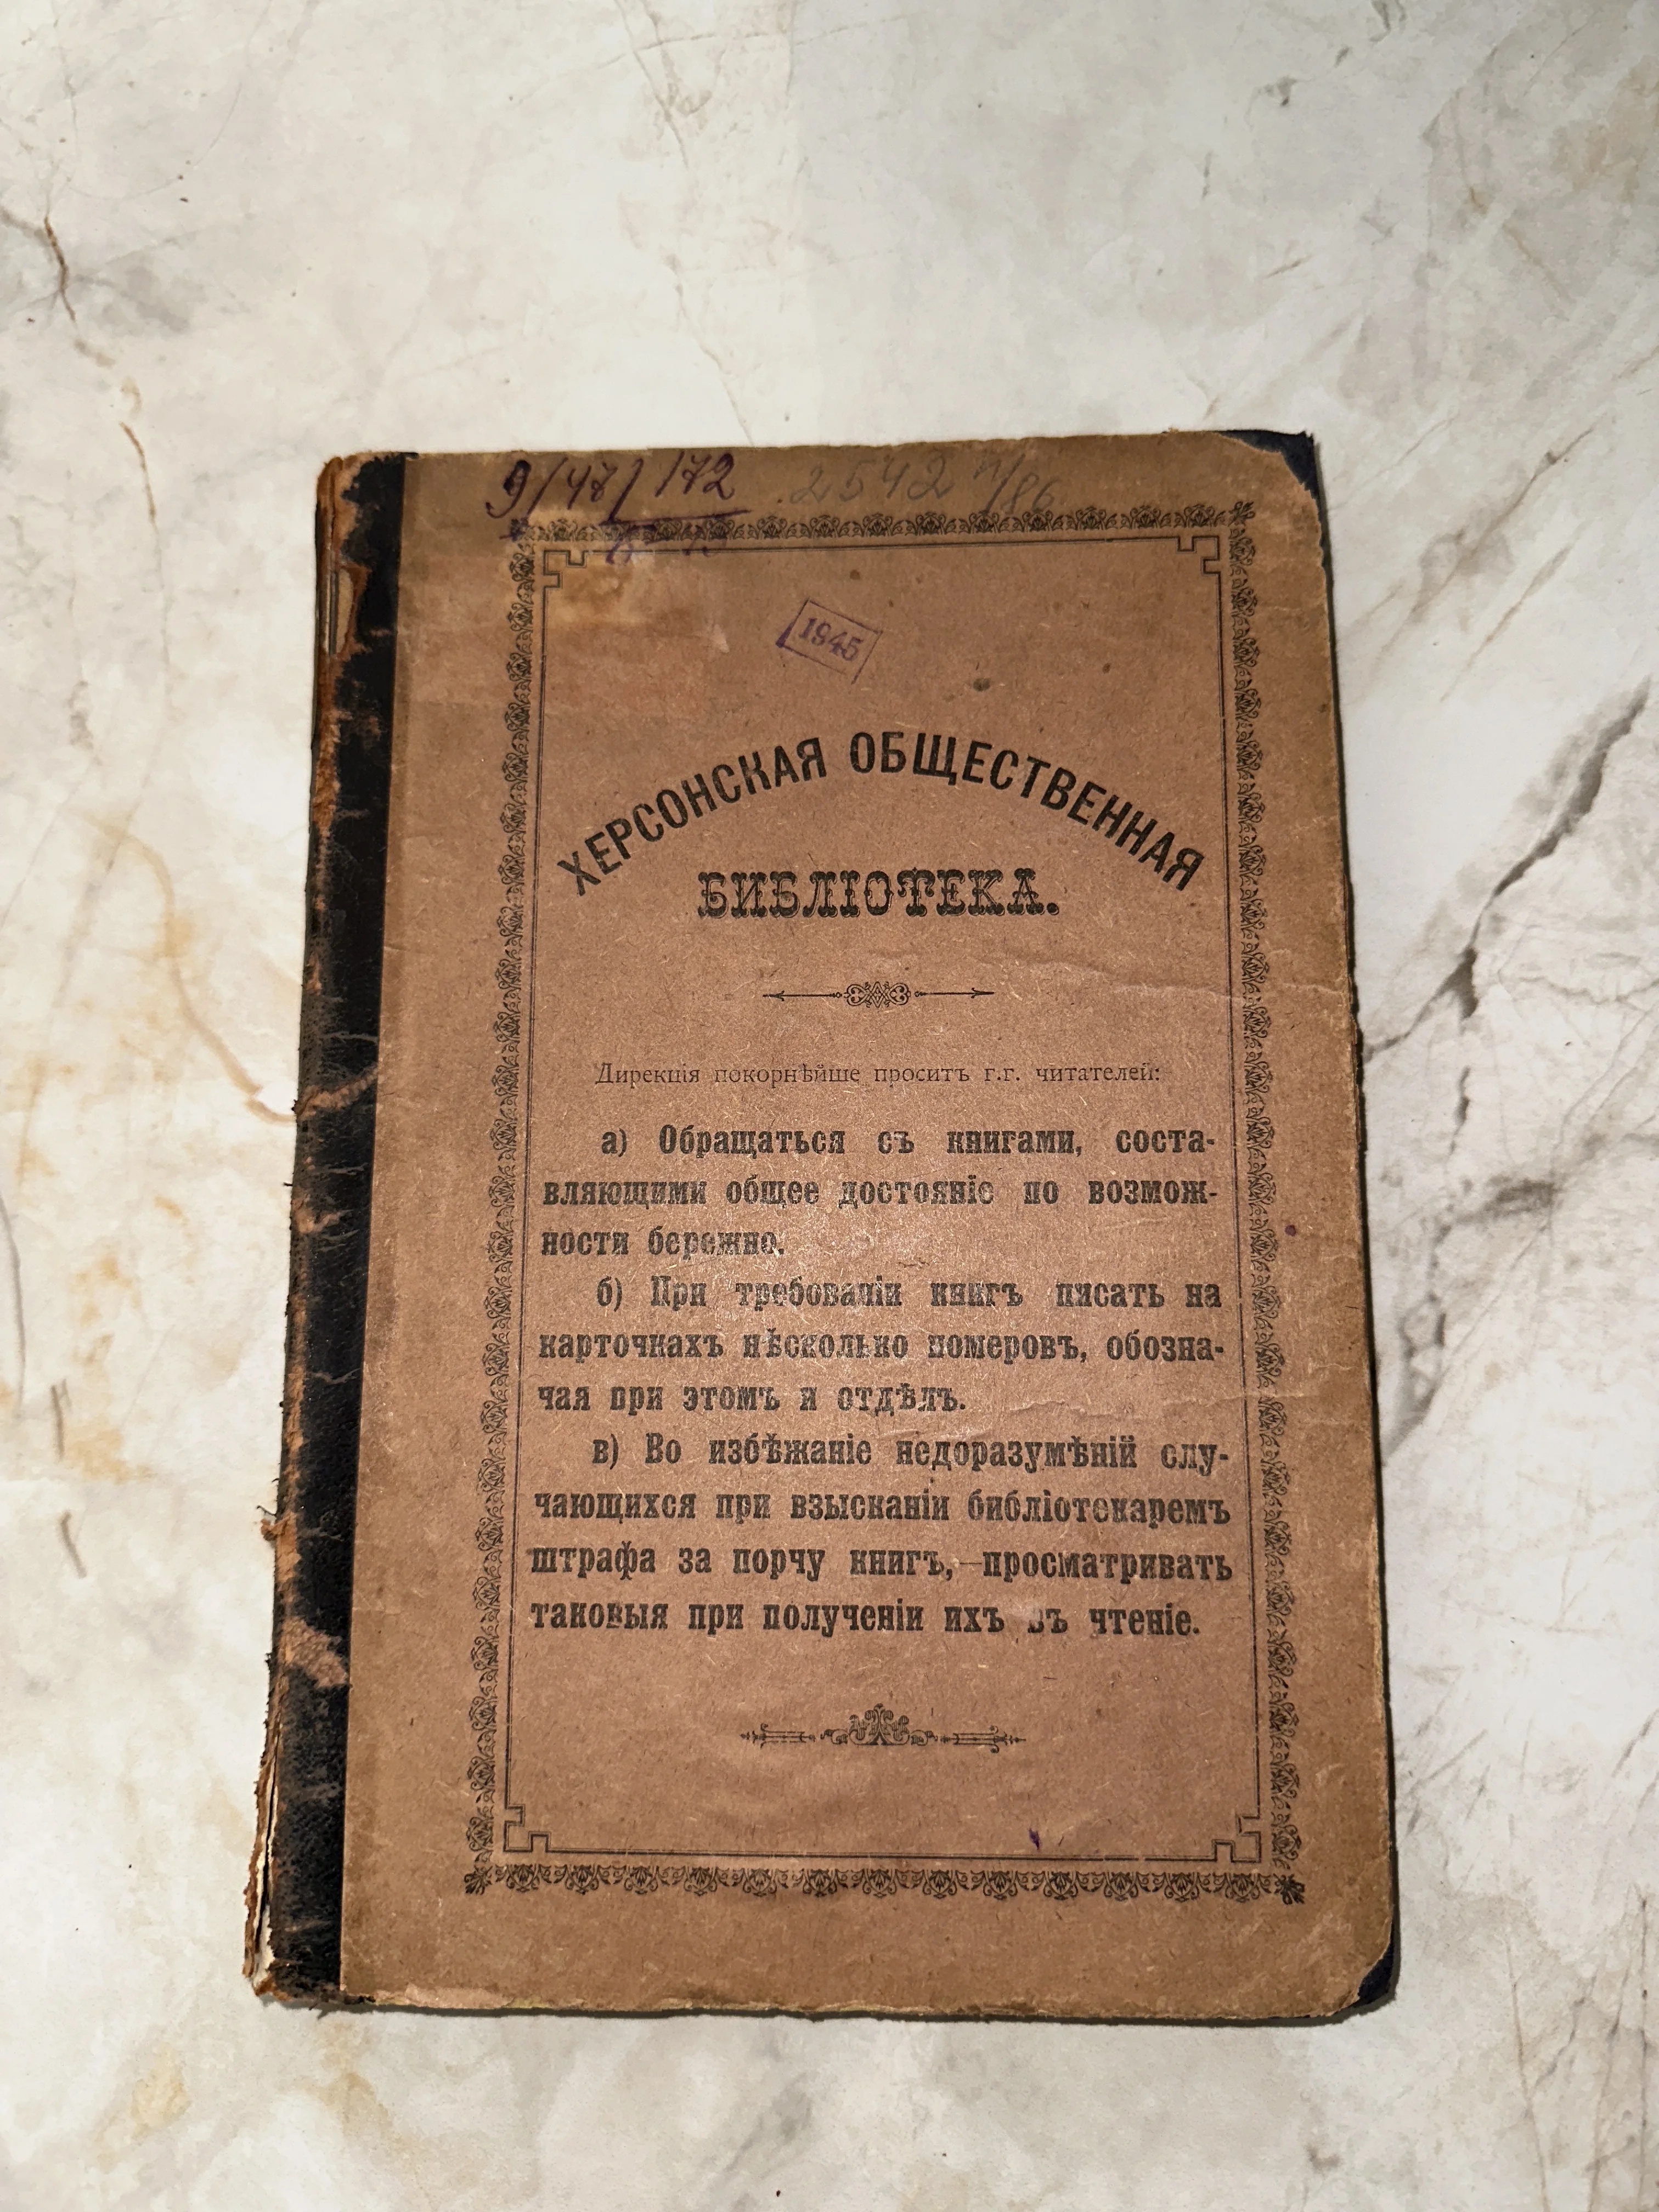 9/47/ 172
2542
1945
ХЕРСОНСКАЯ ОБЩЕСТВЕННАЯ
БИБЛІОТЕКА.
Дирекція покорнѣйше проситъ г.г. читателей:
а) Обращаться съ книгами, соста-
вляющими общее достояніе по возмож-
ности бережно.
б) При требованіи книгъ писать на
карточкахъ нѣсколько номеровъ, обозна-
чая при этомъ и отдѣлъ.
в) Во избѣжаніе недоразумѣній слу-
чающихся при взысканіи библіотекаремъ
штрафа за порчу книгъ,—просматривать
таковыя при полученіи ихъ въ чтеніе.